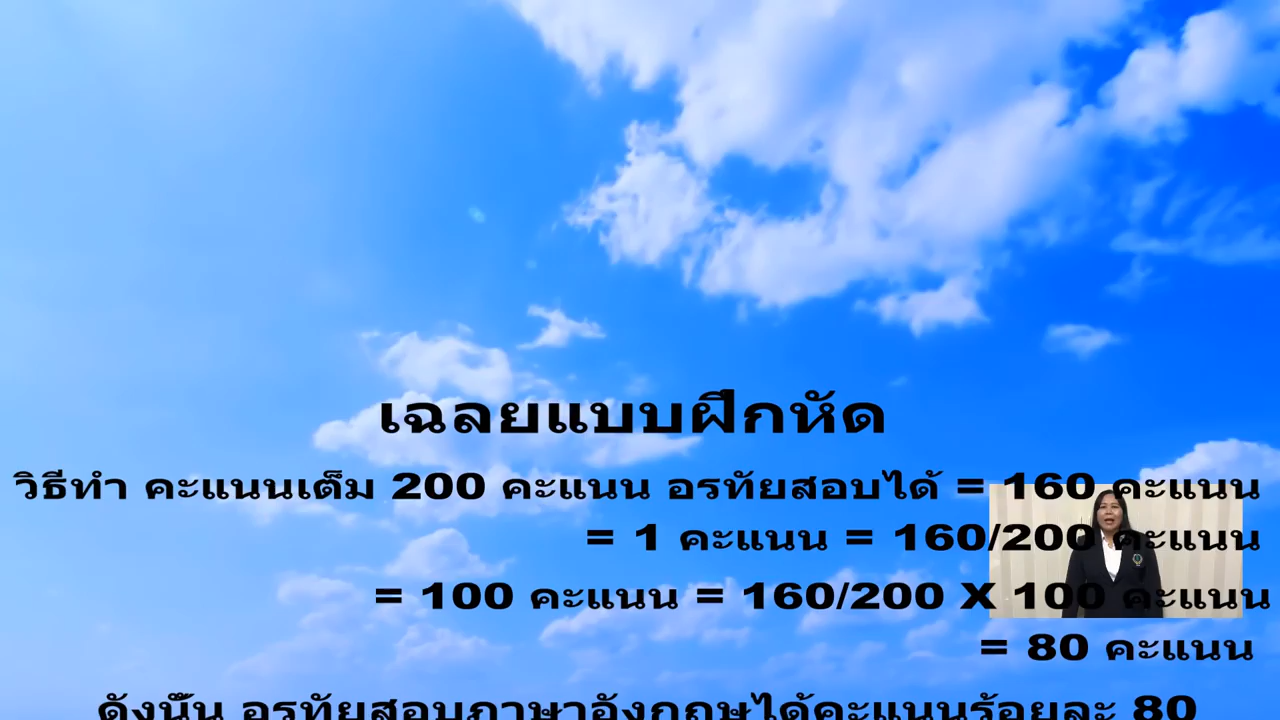 เฉลยแบบฝึกหัด
วิธีทำ คะแนนเต็ม 200 คะแนน อรทัยสอบได้ = 160 คะแนน
= 1 คะแนน = 160/200 คะแนน
= 100 คะแนน = 160/200 X 100 คะแนน
= 80 คะแนน
ดังนั้น อรทัยสอบภาษาอังกฤษได้คะแนนร้อยละ 80